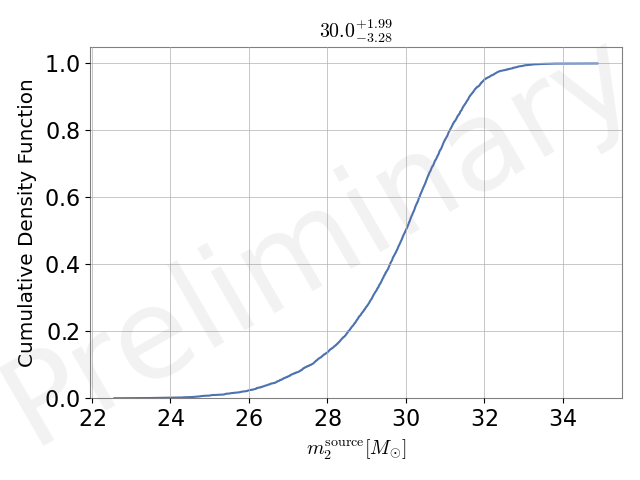 30.0^{+1.99}_{-3.28}
Cumulative Density Function
1.0
0.8
0.6
0.4
0.2
0.0
22 24 26 28 30 32 34
m_2^{source}[M_⊙]
Preliminary